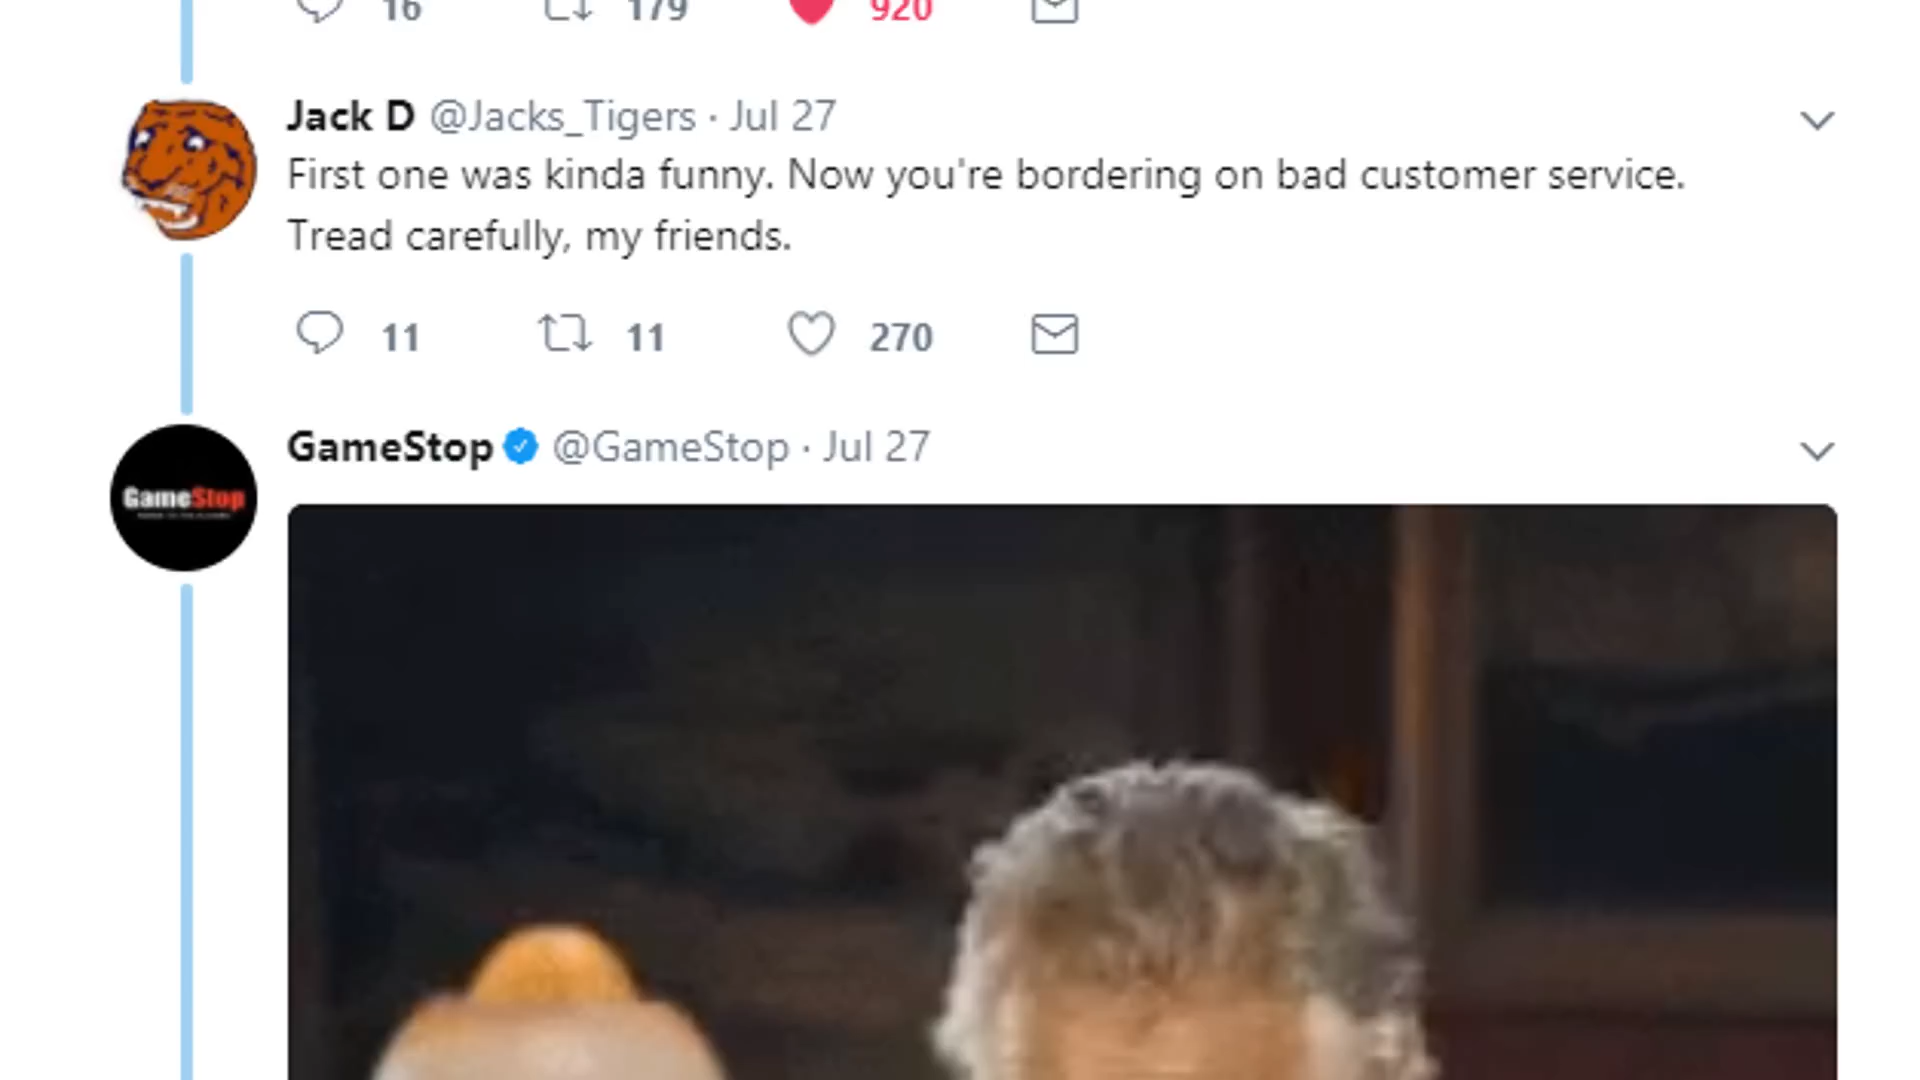 16 179 920
Jack D @Jacks_Tigers · Jul 27
First one was kinda funny. Now you're bordering on bad customer service.
Tread carefully, my friends.
11 11 270
GameStop @GameStop · Jul 27
GameStop